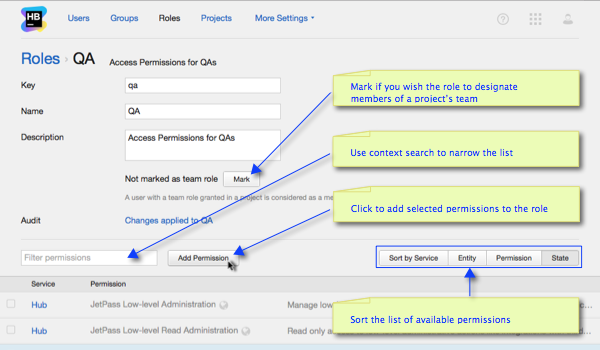 HB
Users Groups Roles Projects More Settings
Roles › QA Access Permissions for QAs
Key qa
Mark if you wish the role to designate
members of a project's team
Name QA
Description Access Permissions for QAs
Use context search to narrow the list
Not marked as team role Mark
A user with a team role granted in a project is considered as a me
Click to add selected permissions to the role
Audit Changes applied to QA
Filter permissions Add Permission Sort by Service Entity Permission State
Service Permission
Hub JetPass Low-level Administration Manage low c...
Sort the list of available permissions
Hub JetPass Low-level Read Administration Read only a e...